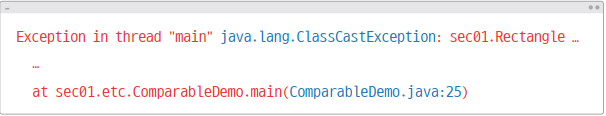 Exception in thread "main" java.lang.ClassCastException: sec01.Rectangle …
…
at sec01.etc.ComparableDemo.main(ComparableDemo.java:25)